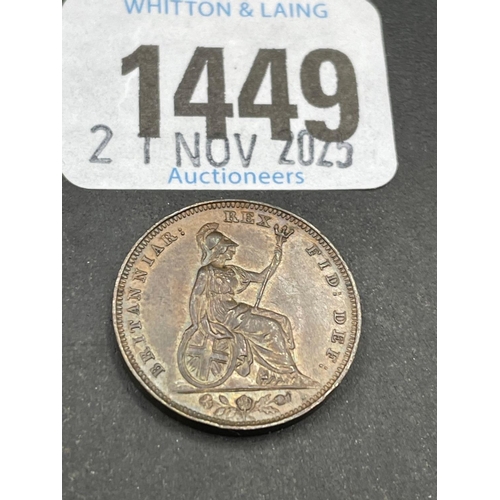 WHITTON & LAING
1449
21 NOV 2025
Auctioneers
BRITANNIAR: REX FID: DEF: